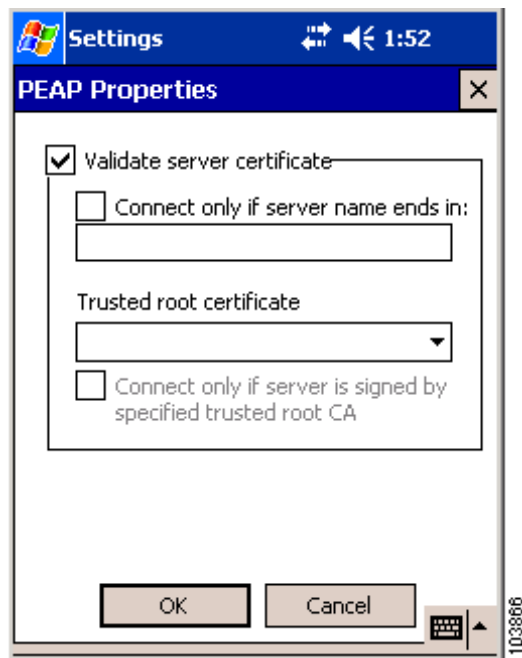 Settings 1:52
PEAP Properties
Validate server certificate
Connect only if server name ends in:
Trusted root certificate
Connect only if server is signed by
specified trusted root CA
OK Cancel
103866